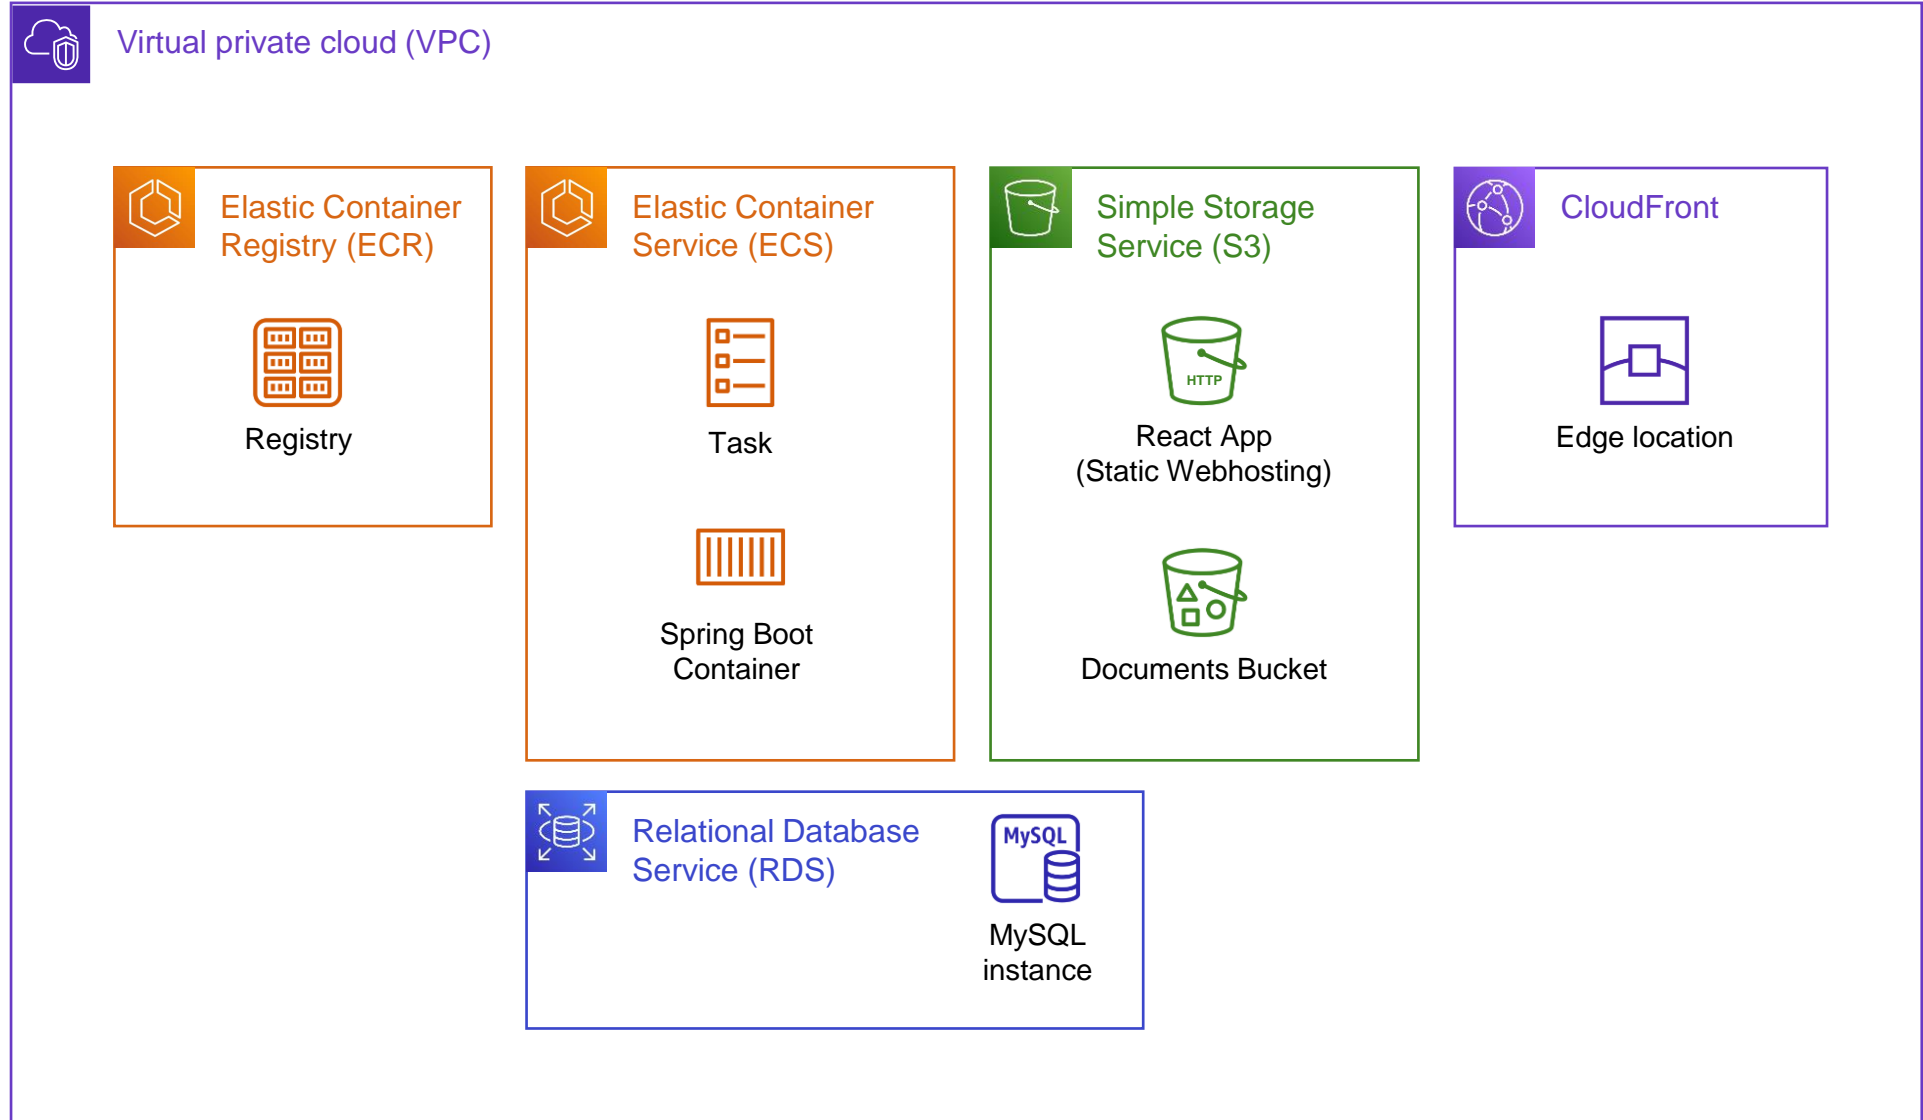 Virtual private cloud (VPC)
Elastic Container
Registry (ECR)
Registry
Elastic Container
Service (ECS)
Task
Spring Boot
Container
Simple Storage
Service (S3)
HTTP
React App
(Static Webhosting)
Documents Bucket
CloudFront
Edge location
Relational Database
Service (RDS)
MySQL
MySQL
instance